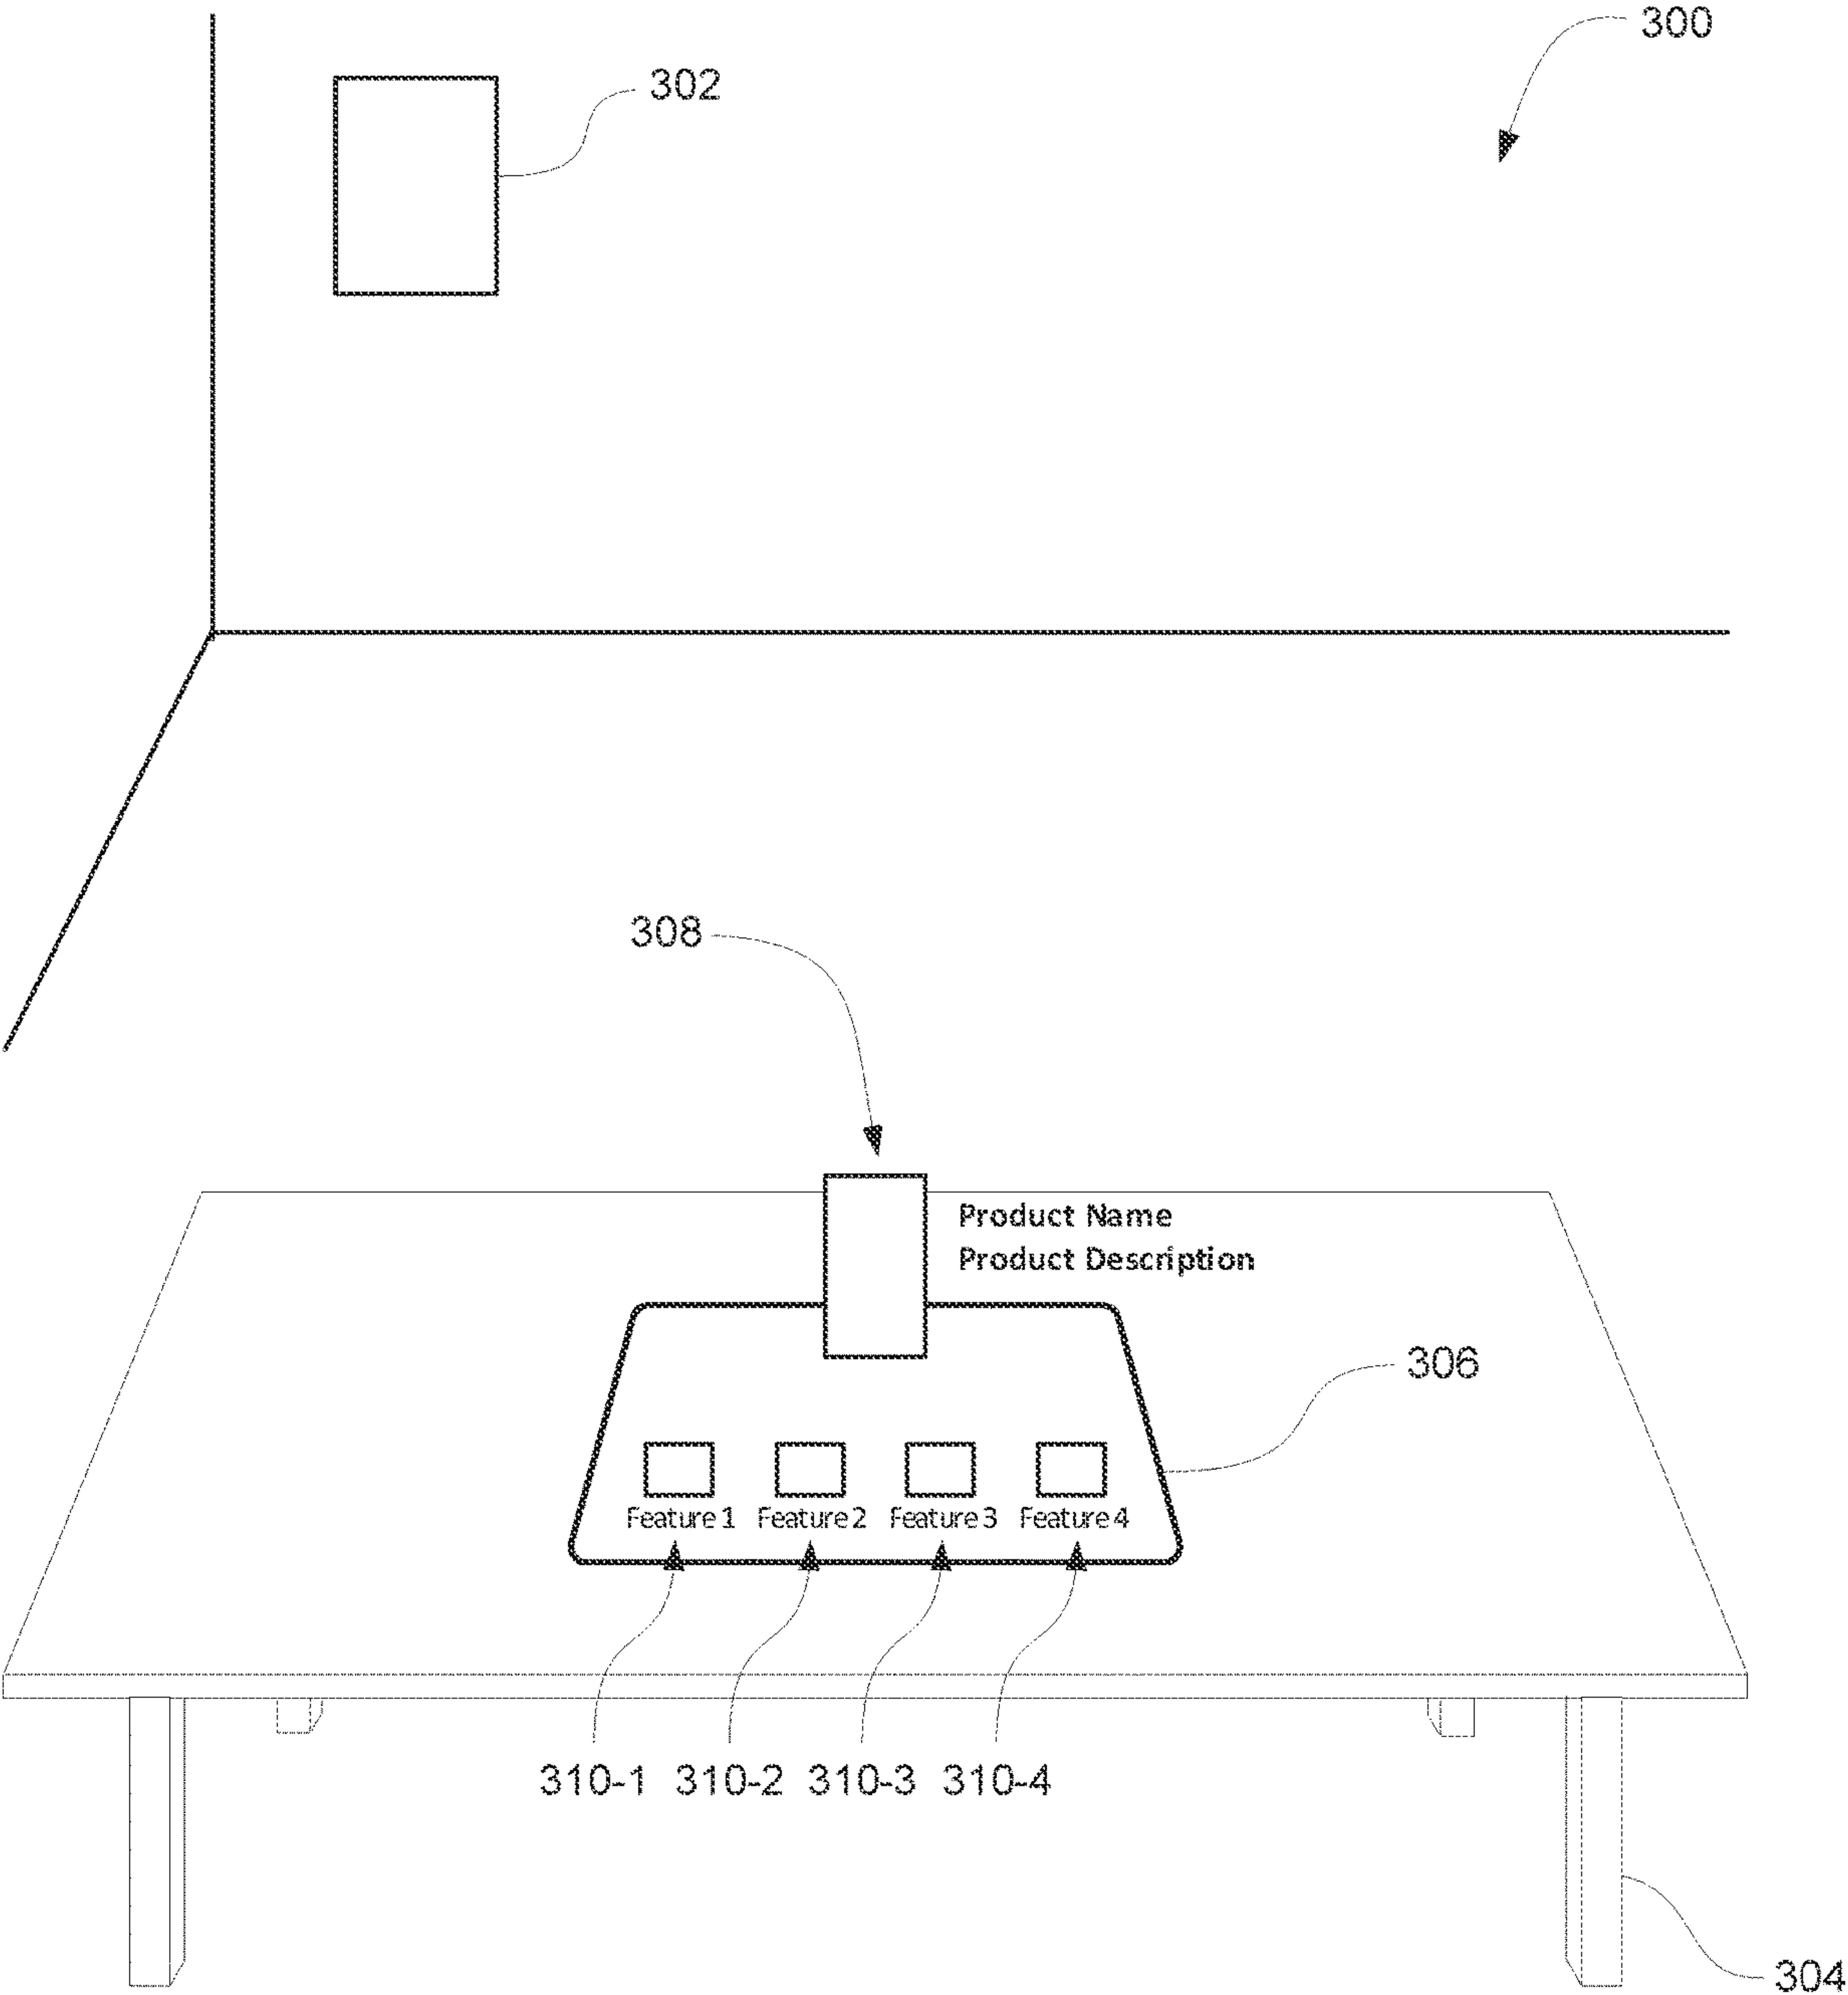 300
302
308
Product Name
Product Description
306
Feature 1 Feature 2 Feature 3 Feature 4
310-1 310-2 310-3 310-4
304